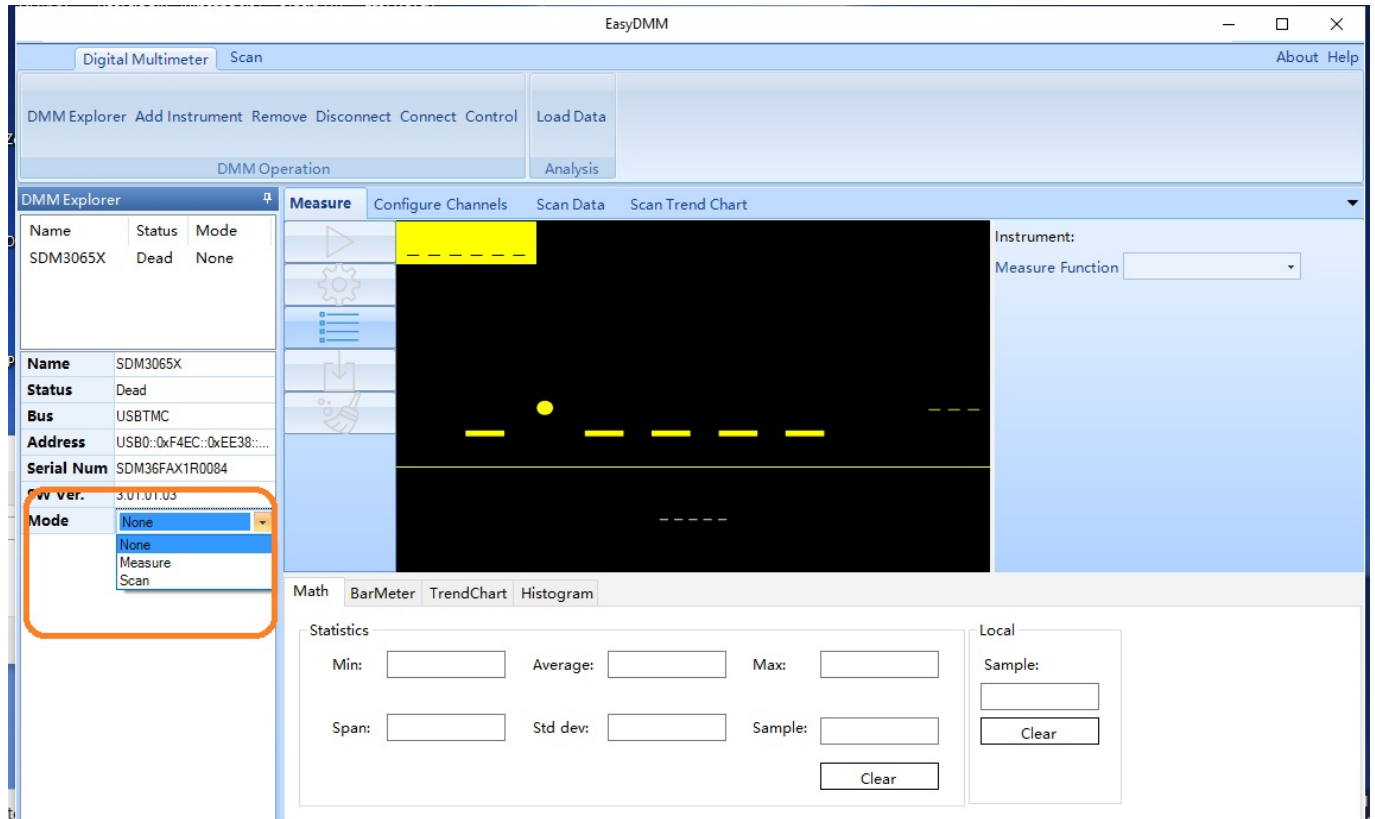 EasyDMM
Digital Multimeter Scan About Help
DMM Explorer Add Instrument Remove Disconnect Connect Control Load Data
DMM Operation Analysis
DMM Explorer
Name Status Mode
SDM3065X Dead None
Name SDM3065X
Status Dead
Bus USBTMC
Address USB0::0xF4EC::0xEE38::...
Serial Num SDM36FAX1R0084
SW Ver. 3.01.01.03
Mode None
None
Measure
Scan
Measure Configure Channels Scan Data Scan Trend Chart
Instrument:
Measure Function
Math BarMeter TrendChart Histogram
Statistics
Min: Average: Max:
Span: Std dev: Sample:
Clear
Local
Sample:
Clear